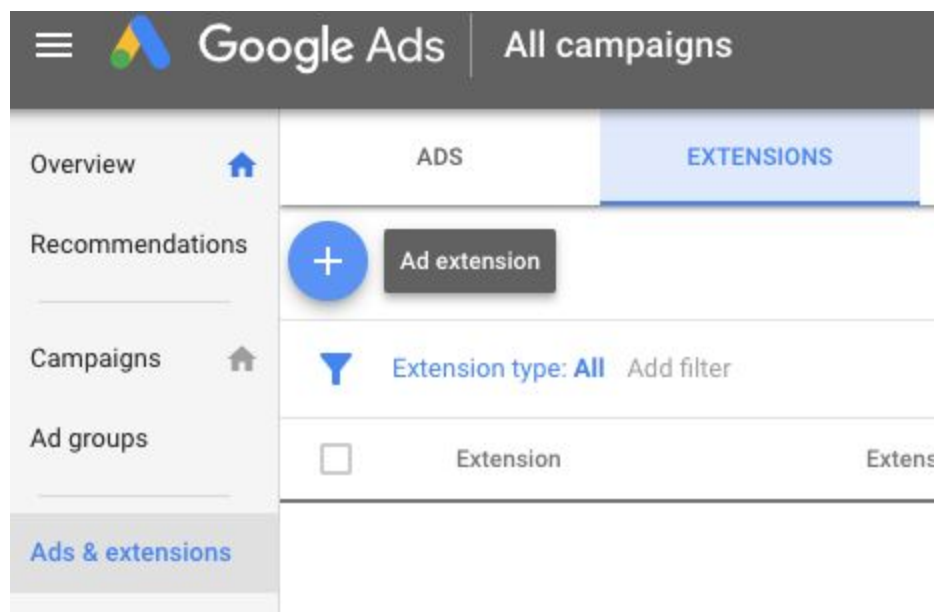 Google Ads All campaigns
Overview
Recommendations
Campaigns
Ad groups
Ads & extensions
ADS EXTENSIONS
+ Ad extension
Extension type: All Add filter
Extension Extens